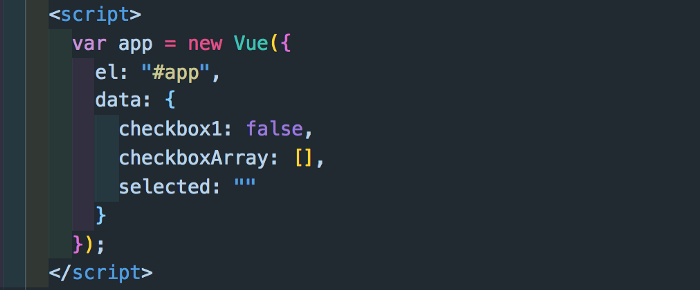 <script>
var app = new Vue({
el: "#app",
data: {
checkbox1: false,
checkboxArray: [],
selected: ""
}
});
</script>